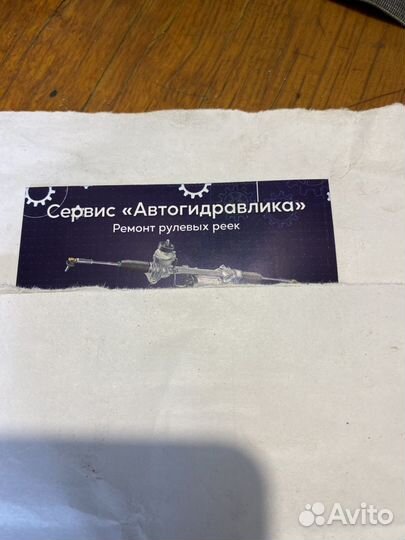 Сервис «Автогидравлика»
Ремонт рулевых реек
Avito